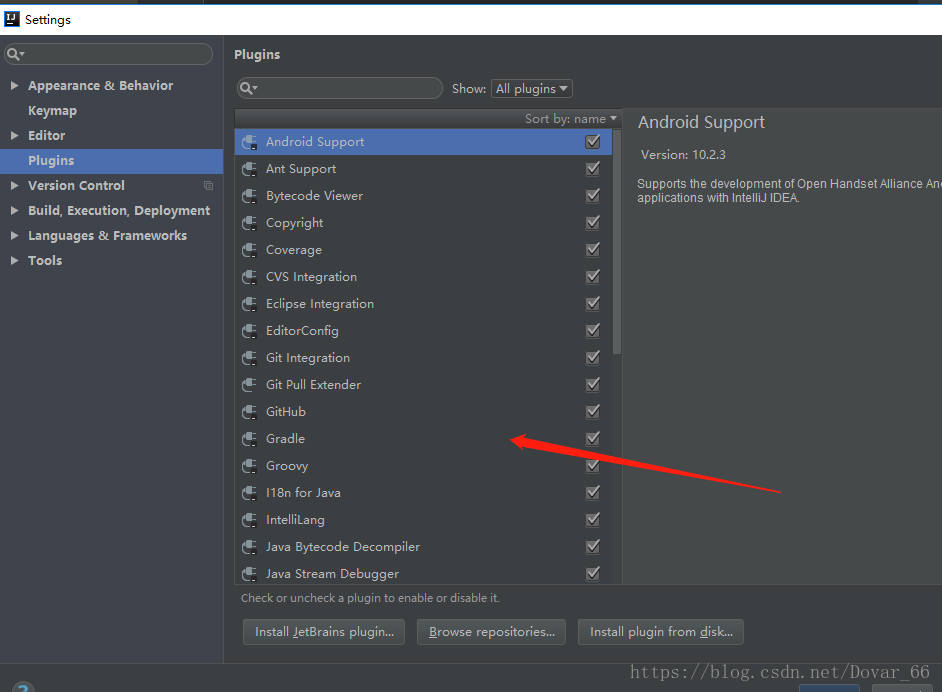 Settings
Plugins
Show: All plugins
Appearance & Behavior
Keymap
Editor
Plugins
Version Control
Build, Execution, Deployment
Languages & Frameworks
Tools
Sort by: name
Android Support
Ant Support
Bytecode Viewer
Copyright
Coverage
CVS Integration
Eclipse Integration
EditorConfig
Git Integration
Git Pull Extender
GitHub
Gradle
Groovy
I18n for Java
IntelliLang
Java Bytecode Decompiler
Java Stream Debugger
Check or uncheck a plugin to enable or disable it.
Install JetBrains plugin...
Browse repositories...
Install plugin from disk...
Android Support
Version: 10.2.3
Supports the development of Open Handset Alliance An
applications with IntelliJ IDEA.
?
https://blog.csdn.net/Dovar_66